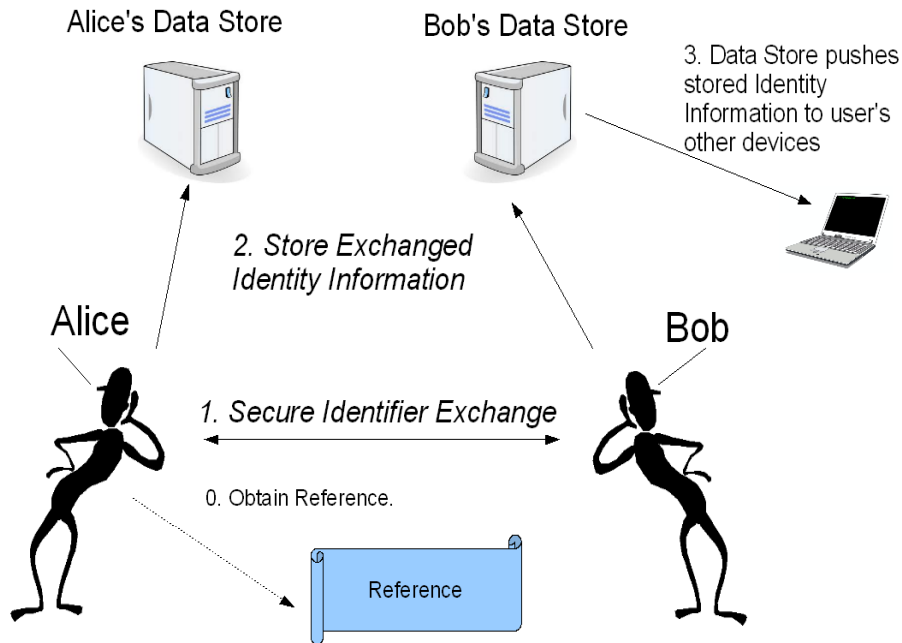 Alice's Data Store
Bob's Data Store
3. Data Store pushes
stored Identity
Information to user's
other devices
2. Store Exchanged
Identity Information
Alice
Bob
1. Secure Identifier Exchange
0. Obtain Reference.
Reference